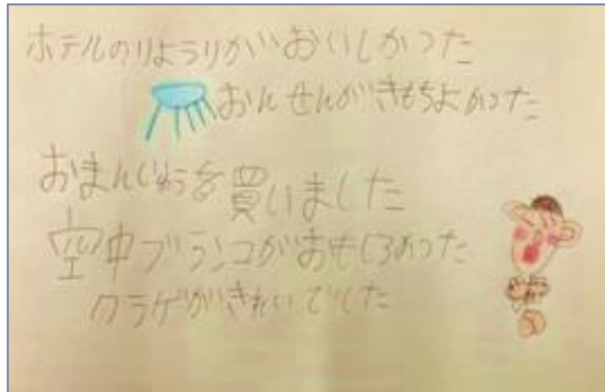 ホテルのりょうりがおいしかった
おんせんがきもちよかった
おまんじゅうを買いました
空中ブランコがおもしろかった
クラゲがきれいでした